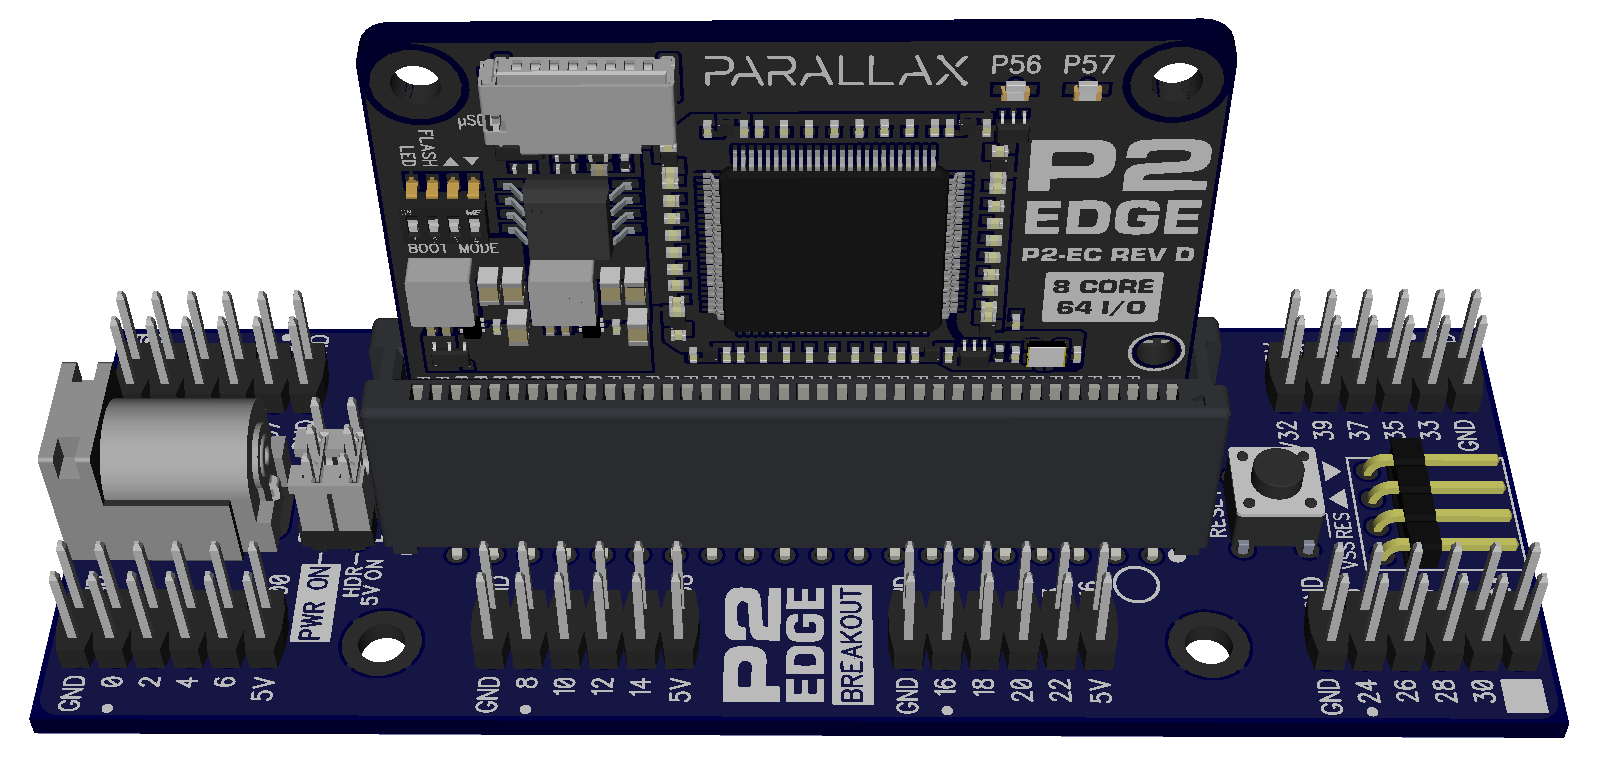 PARALLAX
P56 P57
µSD
FLASH
LED
P2
EDGE
P2-EC REV D
8 CORE
64 I/O
BOOT MODE
V32
39
37
35
33
GND
RESET
RES
VSS
PWR ON
HDR-
5V ON
P2
EDGE
BREAKOUT
GND 0 2 4 6 5V
GND 8 10 12 14 5V
GND 16 18 20 22 5V
GND 24 26 28 30